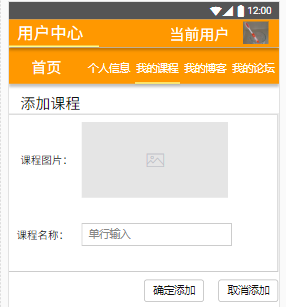 12:00
用户中心 当前用户
首页 个人信息 我的课程 我的博客 我的论坛
添加课程
课程图片：
课程名称： 单行输入
确定添加 取消添加